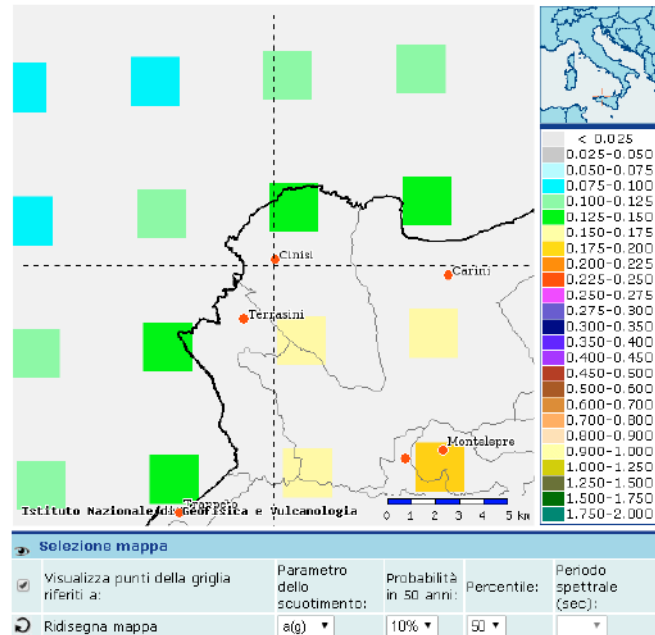 < 0.025
0.025-0.050
0.050-0.075
0.075-0.100
0.100-0.125
0.125-0.150
0.150-0.175
0.175-0.200
0.200-0.225
0.225-0.250
0.250-0.275
0.275-0.300
0.300-0.350
0.350-0.400
0.400-0.450
0.450-0.500
0.500-0.600
0.600-0.700
0.700-0.800
0.800-0.900
0.900-1.000
1.000-1.250
1.250-1.500
1.500-1.750
1.750-2.000
Cinisi
Carini
Terrasini
Montelepre
Trappeto
Istituto Nazionale di Geofisica e Vulcanologia
0 1 2 3 4 5 km
Selezione mappa
Visualizza punti della griglia riferiti a:
Parametro dello scuotimento:
Probabilità in 50 anni:
Percentile:
Periodo spettrale (sec):
Ridisegna mappa
a(g)
10%
50